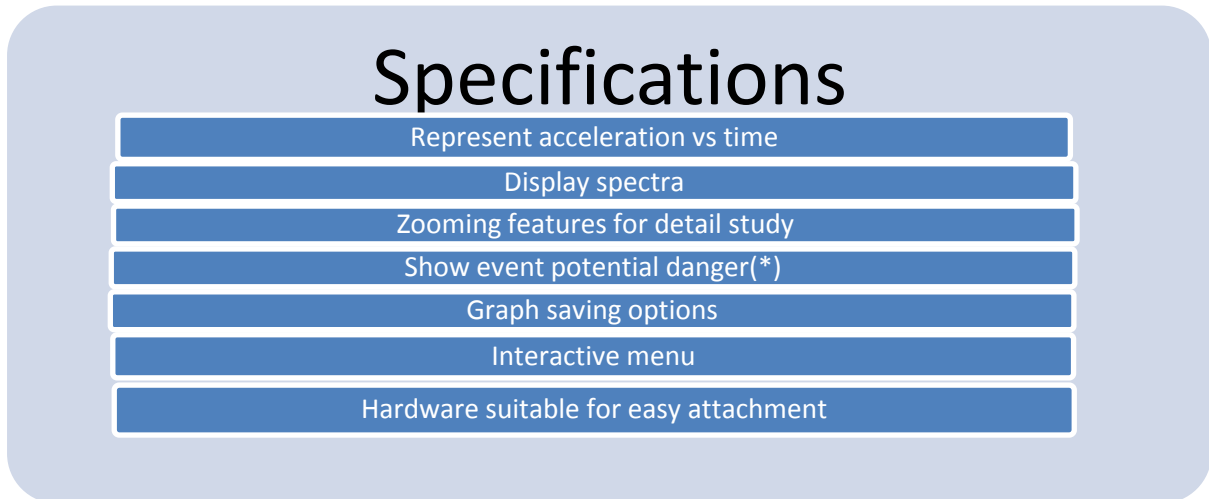 Specifications
Represent acceleration vs time
Display spectra
Zooming features for detail study
Show event potential danger(*)
Graph saving options
Interactive menu
Hardware suitable for easy attachment